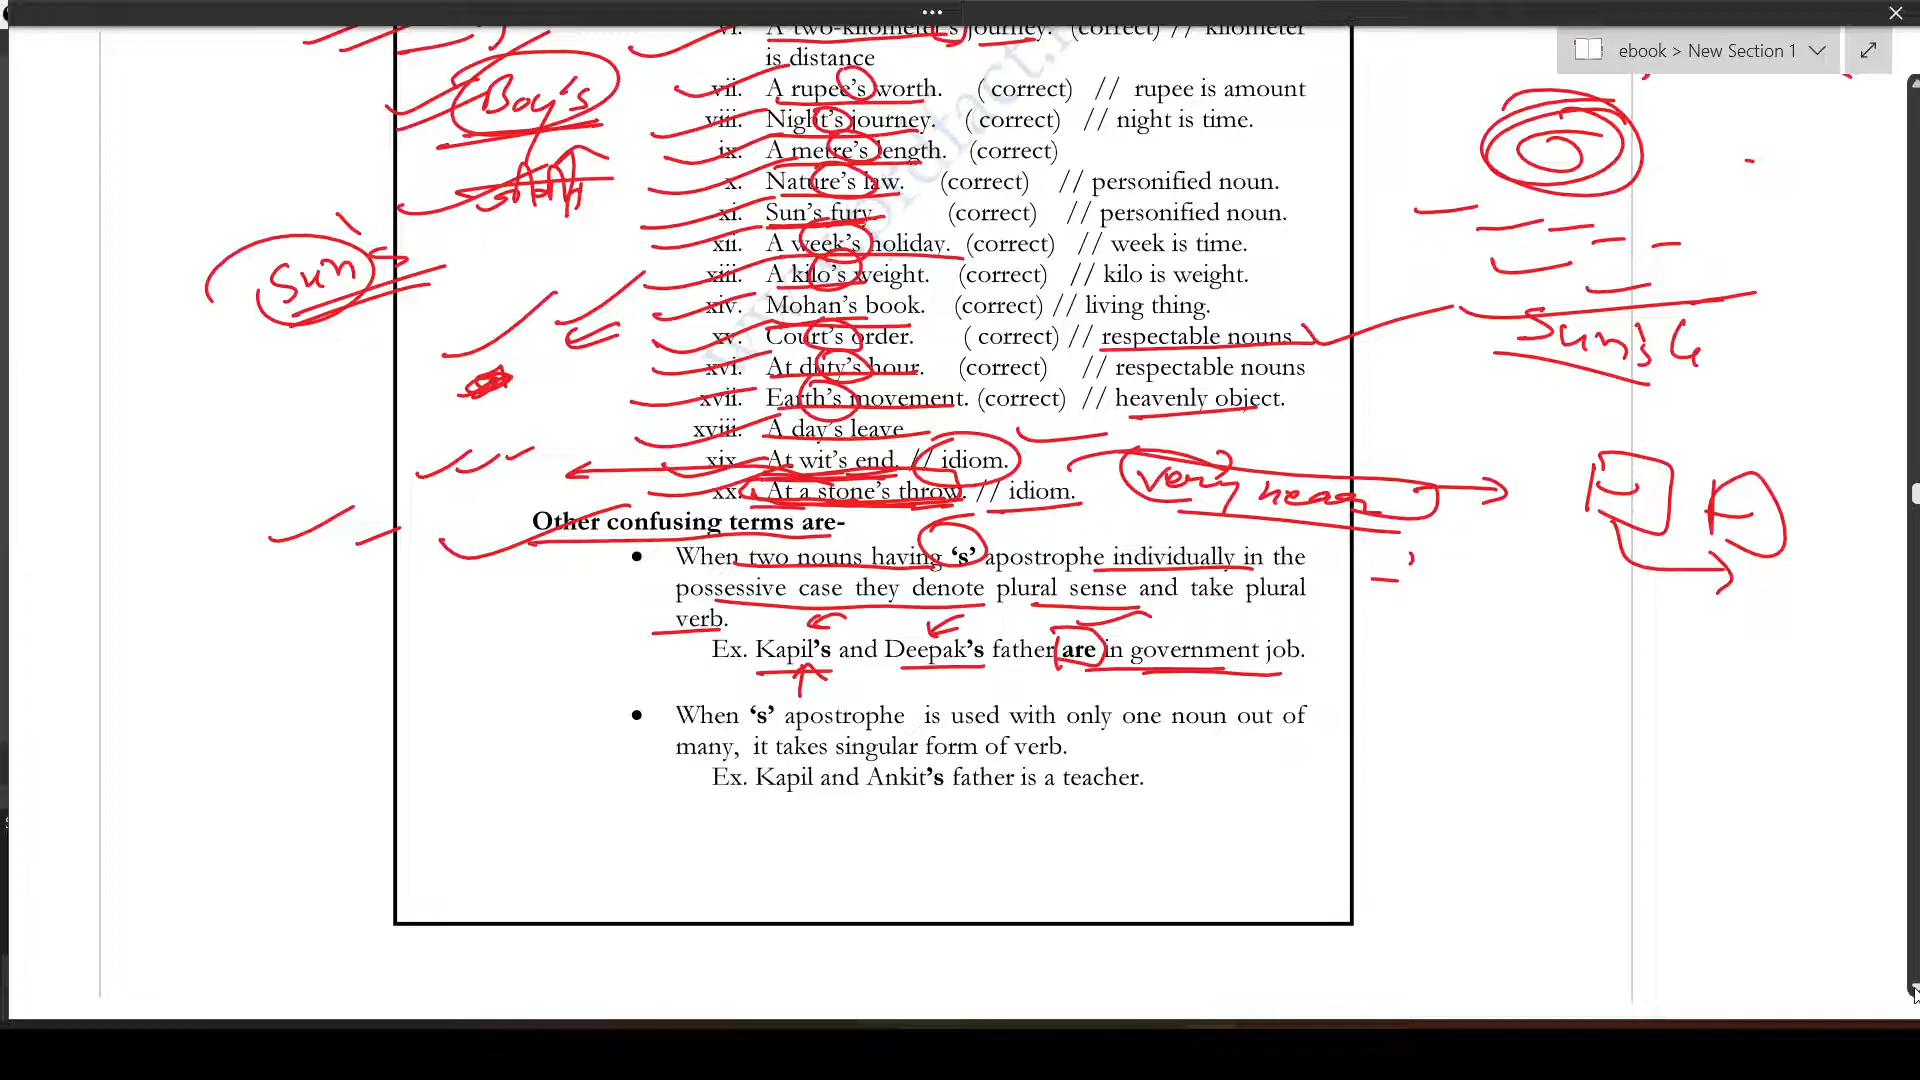 ebook > New Section 1
vi. A two-kilometer's journey. (correct) // kilometer
is distance
vii. A rupee's worth. ( correct) // rupee is amount
viii. Night's journey. ( correct) // night is time.
ix. A metre's length. (correct)
x. Nature's law. (correct) // personified noun.
xi. Sun's fury. (correct) // personified noun.
xii. A week's holiday. (correct) // week is time.
xiii. A kilo's weight. (correct) // kilo is weight.
xiv. Mohan's book. (correct) // living thing.
xv. Court's order. ( correct) // respectable nouns
xvi. At duty's hour. (correct) // respectable nouns
xvii. Earth's movement. (correct) // heavenly object.
xviii. A day's leave
xix. At wit's end. // idiom.
xx. At a stone's throw. // idiom.
Other confusing terms are-
• When two nouns having ‘s’ apostrophe individually in the
possessive case they denote plural sense and take plural
verb.
Ex. Kapil’s and Deepak’s father are in government job.
• When ‘s’ apostrophe is used with only one noun out of
many, it takes singular form of verb.
Ex. Kapil and Ankit’s father is a teacher.
Boy's
Sun
Sun's
very near